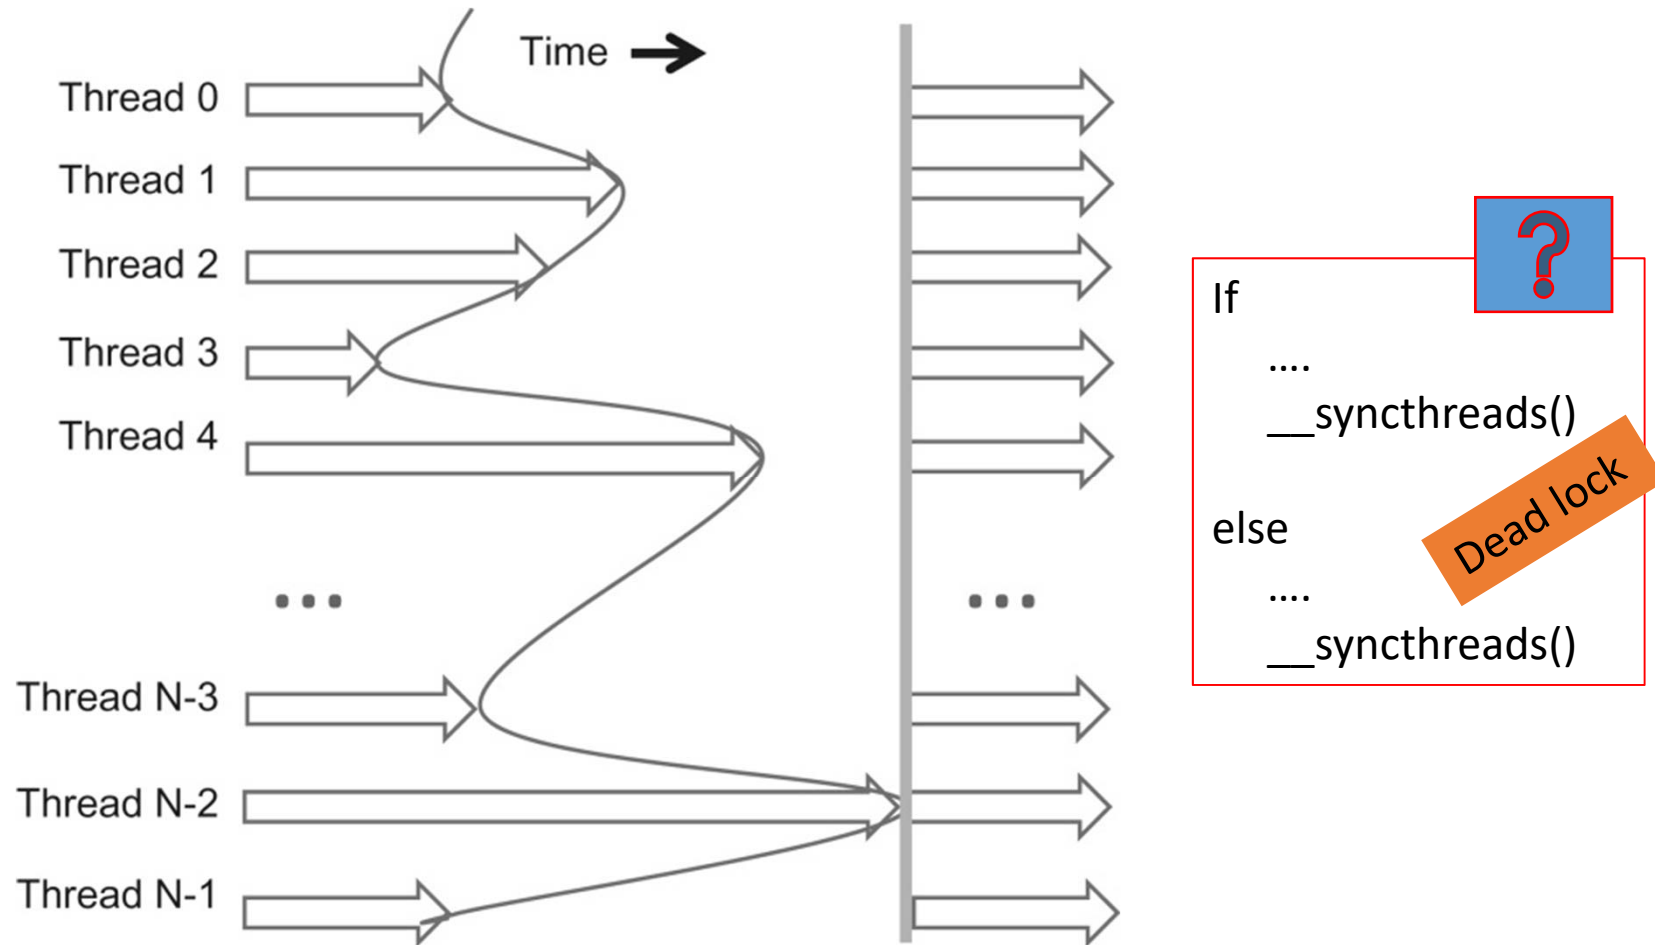 Time
Thread 0
Thread 1
Thread 2
Thread 3
Thread 4
...
...
Thread N-3
Thread N-2
Thread N-1
?
If
....
__syncthreads()
else
....
__syncthreads()
Dead lock